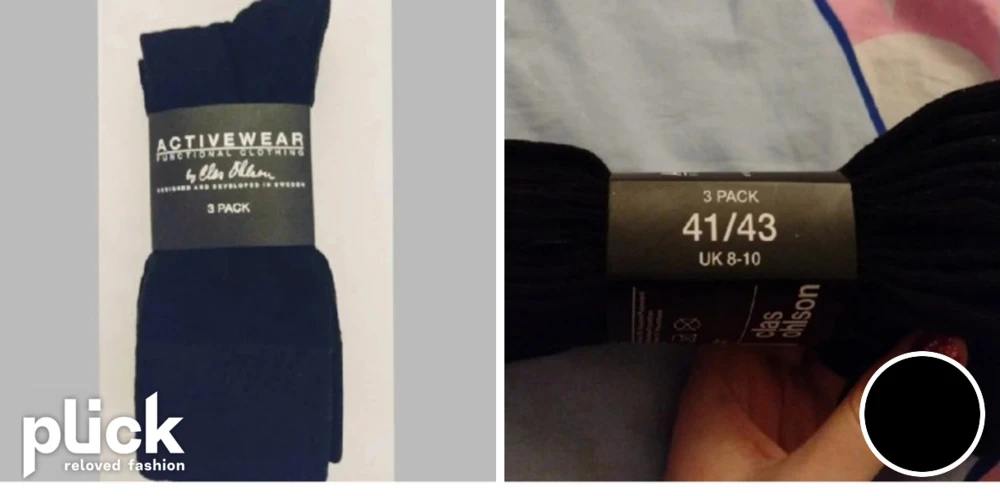 ACTIVEWEAR
FUNCTIONAL CLOTHING
by Clas Ohlson
DESIGNED AND DEVELOPED IN SWEDEN
3 PACK
plick
reloved fashion
3 PACK
41/43
UK 8-10
clas
ohlson